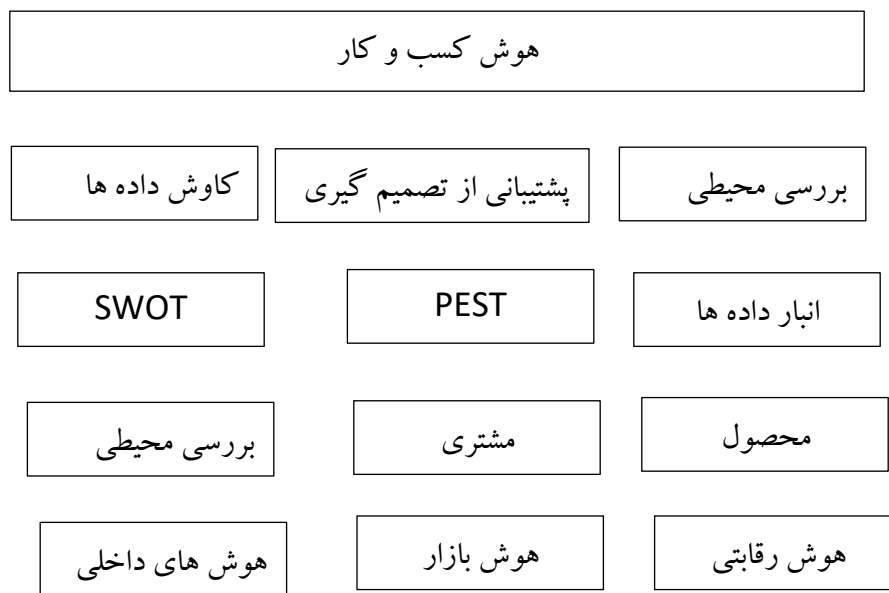 هوش کسب و کار
بررسی محیطی
پشتیبانی از تصمیم گیری
کاوش داده ها
انبار داده ها
PEST
SWOT
محصول
مشتری
بررسی محیطی
هوش رقابتی
هوش بازار
هوش های داخلی